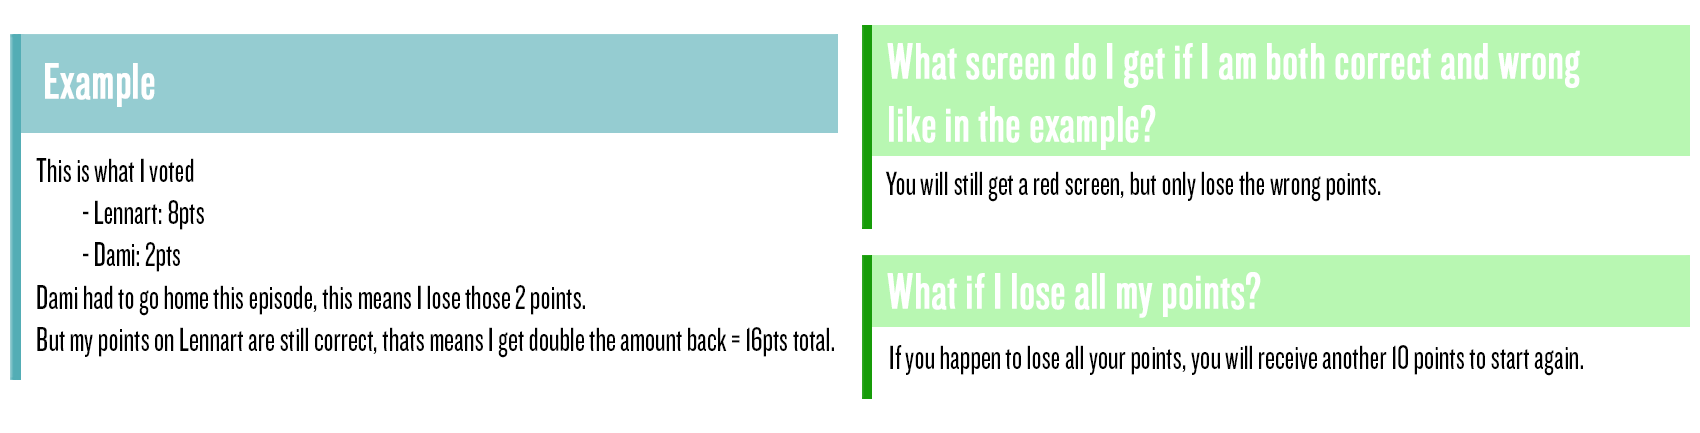 Example
This is what I voted
- Lennart: 8pts
- Dami: 2pts
Dami had to go home this episode, this means I lose those 2 points.
But my points on Lennart are still correct, thats means I get double the amount back = 16pts total.
What screen do I get if I am both correct and wrong
like in the example?
You will still get a red screen, but only lose the wrong points.
What if I lose all my points?
If you happen to lose all your points, you will receive another 10 points to start again.